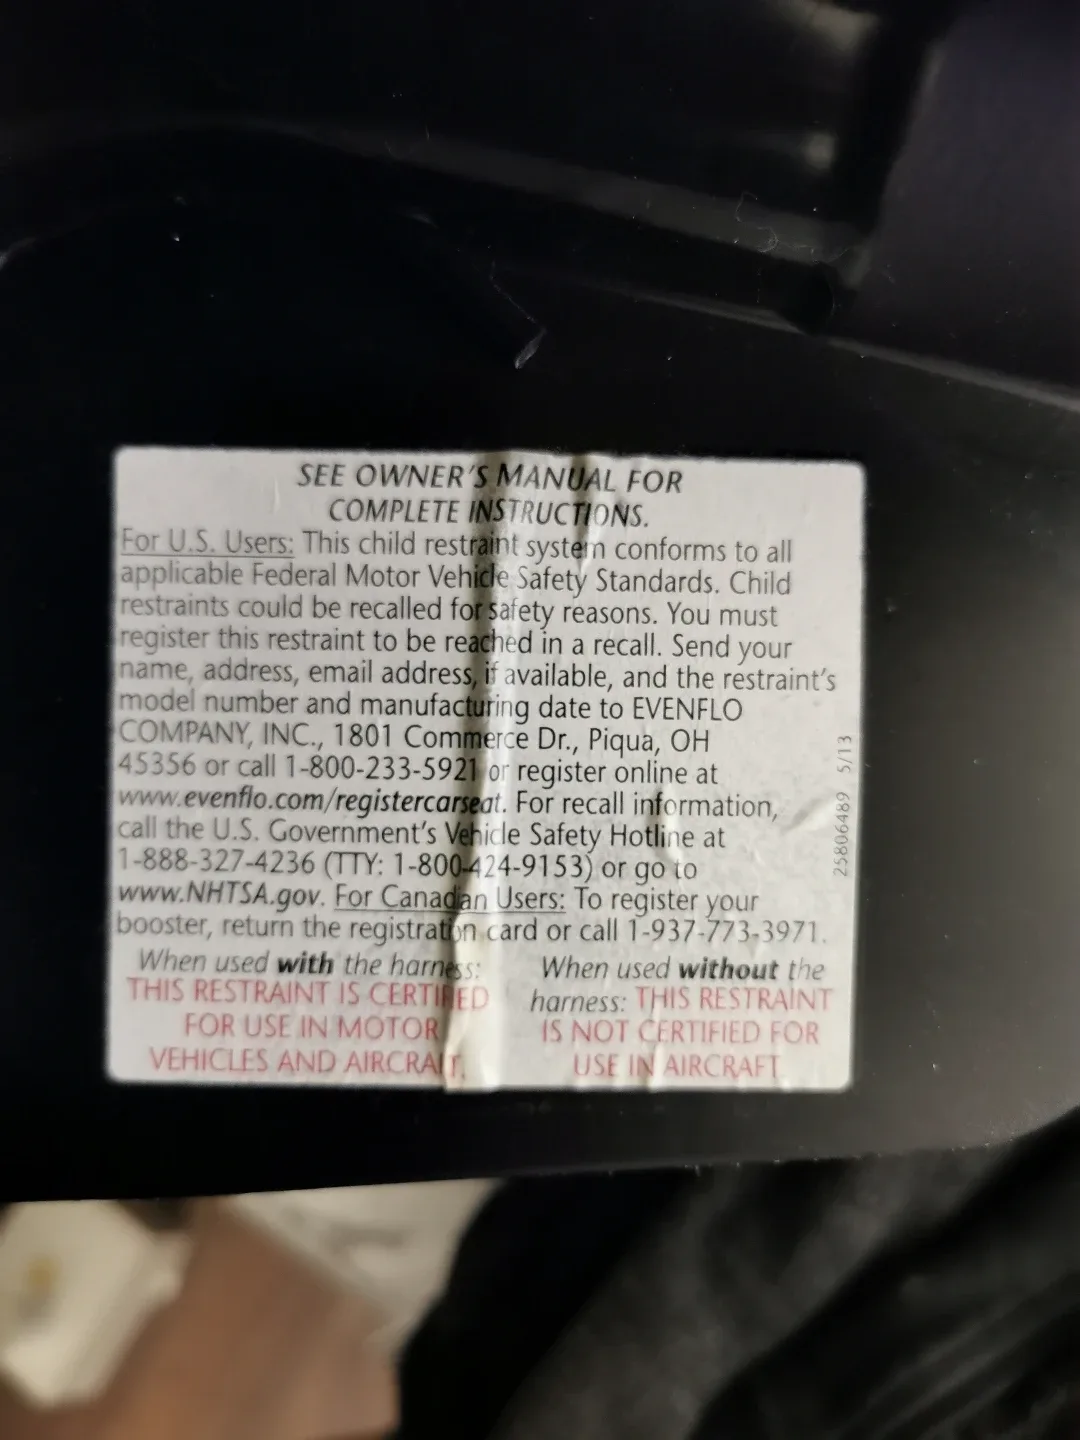 SEE OWNER'S MANUAL FOR
COMPLETE INSTRUCTIONS.
For U.S. Users: This child restraint system conforms to all
applicable Federal Motor Vehicle Safety Standards. Child
restraints could be recalled for safety reasons. You must
register this restraint to be reached in a recall. Send your
name, address, email address, if available, and the restraint's
model number and manufacturing date to EVENFLO
COMPANY, INC., 1801 Commerce Dr., Piqua, OH
45356 or call 1-800-233-5921 or register online at
www.evenflo.com/registercarseat. For recall information,
call the U.S. Government's Vehicle Safety Hotline at
1-888-327-4236 (TTY: 1-800-424-9153) or go to
www.NHTSA.gov. For Canadian Users: To register your
booster, return the registration card or call 1-937-773-3971.
When used with the harness:
THIS RESTRAINT IS CERTIFIED
FOR USE IN MOTOR
VEHICLES AND AIRCRAFT.
When used without the
harness: THIS RESTRAINT
IS NOT CERTIFIED FOR
USE IN AIRCRAFT.
25806489 5/13